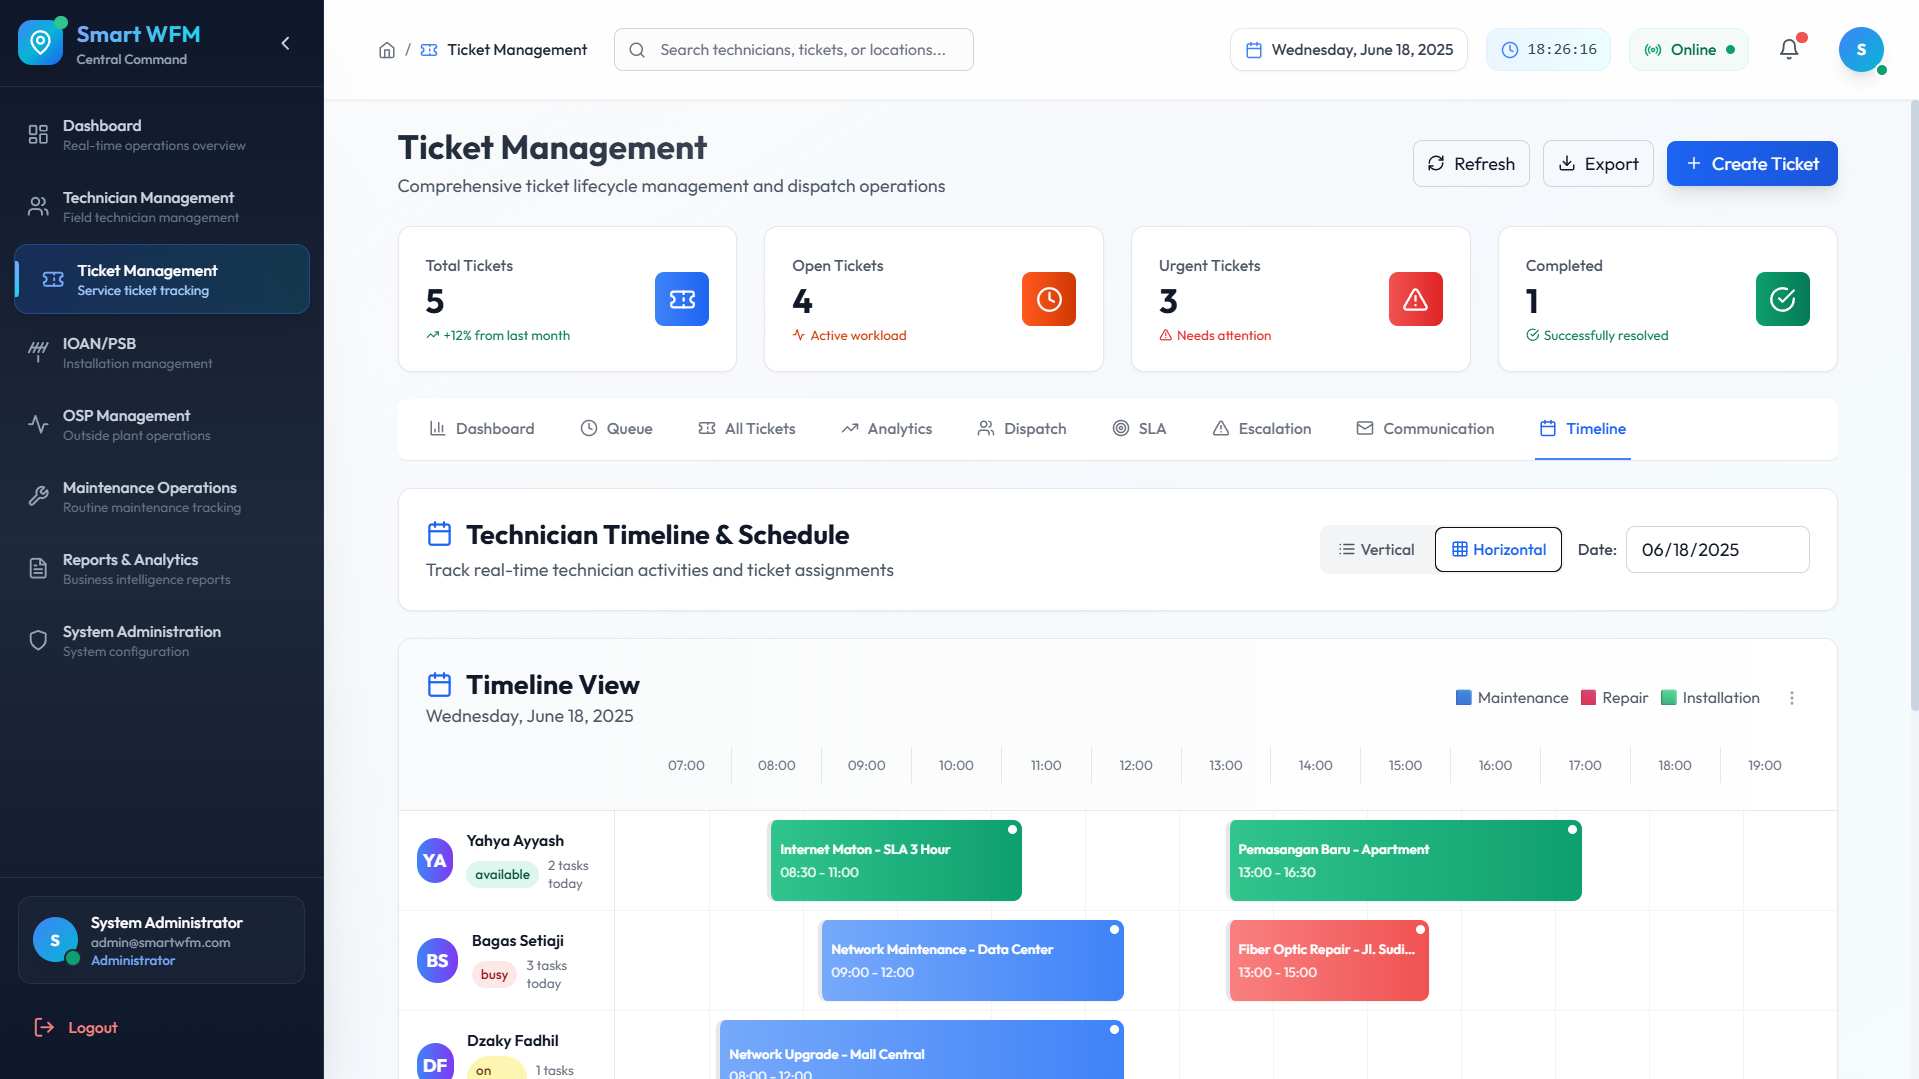 Smart WFM
Central Command
Dashboard
Real-time operations overview
Technician Management
Field technician management
Ticket Management
Service ticket tracking
IOAN/PSB
Installation management
OSP Management
Outside plant operations
Maintenance Operations
Routine maintenance tracking
Reports & Analytics
Business intelligence reports
System Administration
System configuration
S
System Administrator
admin@smartwfm.com
Administrator
Logout
/ Ticket Management
Search technicians, tickets, or locations...
Wednesday, June 18, 2025
18:26:16
Online
S
Ticket Management
Comprehensive ticket lifecycle management and dispatch operations
Refresh
Export
Create Ticket
Total Tickets
5
+12% from last month
Open Tickets
4
Active workload
Urgent Tickets
3
Needs attention
Completed
1
Successfully resolved
Dashboard
Queue
All Tickets
Analytics
Dispatch
SLA
Escalation
Communication
Timeline
Technician Timeline & Schedule
Track real-time technician activities and ticket assignments
Vertical
Horizontal
Date:
06/18/2025
Timeline View
Wednesday, June 18, 2025
Maintenance
Repair
Installation
07:00 08:00 09:00 10:00 11:00 12:00 13:00 14:00 15:00 16:00 17:00 18:00 19:00
YA
Yahya Ayyash
available
2 tasks
today
Internet Maton - SLA 3 Hour
08:30 - 11:00
Pemasangan Baru - Apartment
13:00 - 16:30
BS
Bagas Setiaji
busy
3 tasks
today
Network Maintenance - Data Center
09:00 - 12:00
Fiber Optic Repair - Jl. Sudi...
13:00 - 15:00
DF
Dzaky Fadhil
on
1 tasks
Network Upgrade - Mall Central
08:00 - 12:00